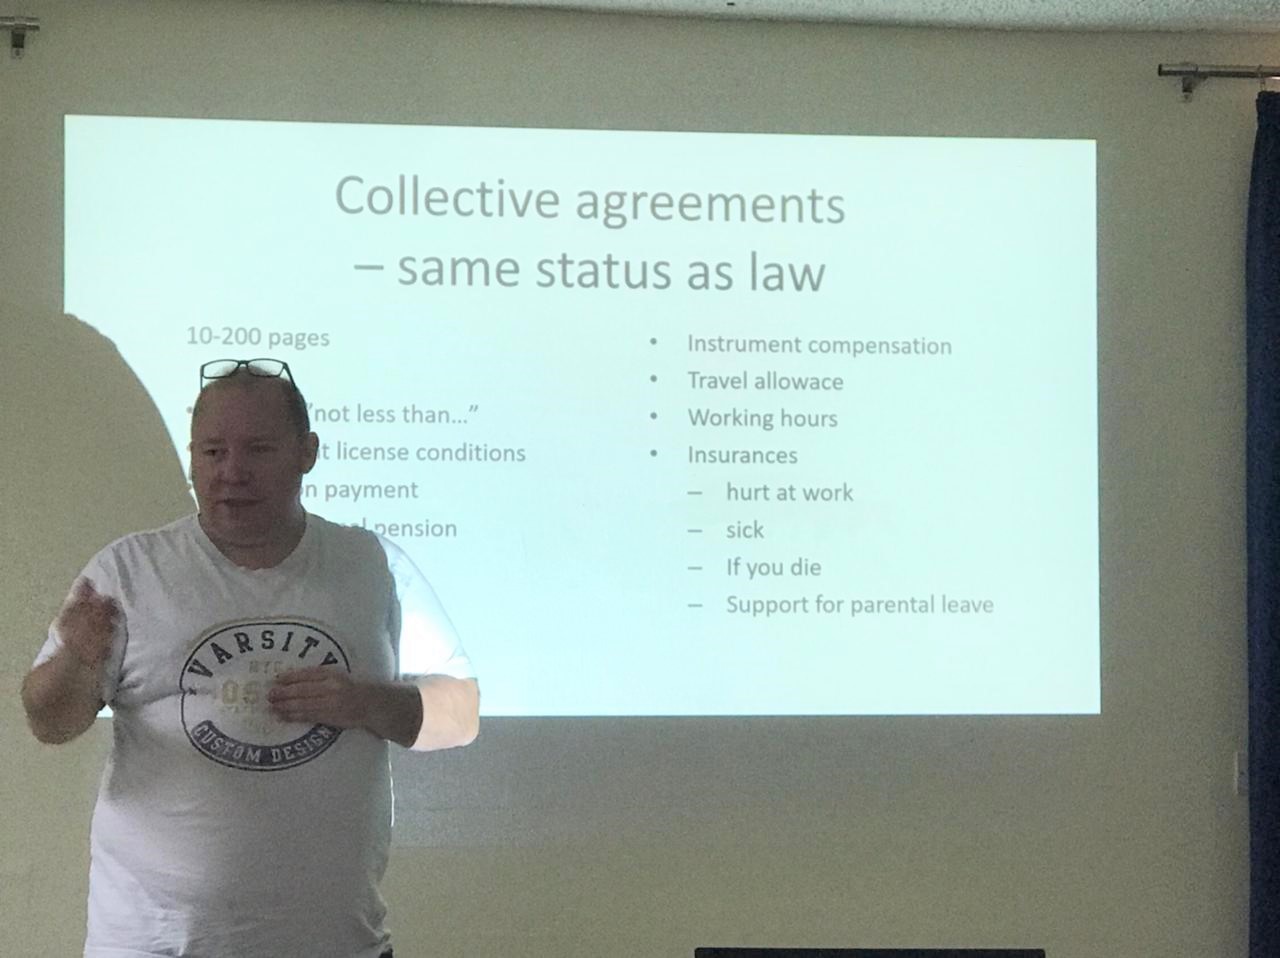 Collective agreements
– same status as law
10-200 pages
"not less than..."
license conditions
payment
pension
• Instrument compensation
• Travel allowace
• Working hours
• Insurances
– hurt at work
– sick
– If you die
– Support for parental leave
VARSITY
CUSTOM DESIGN